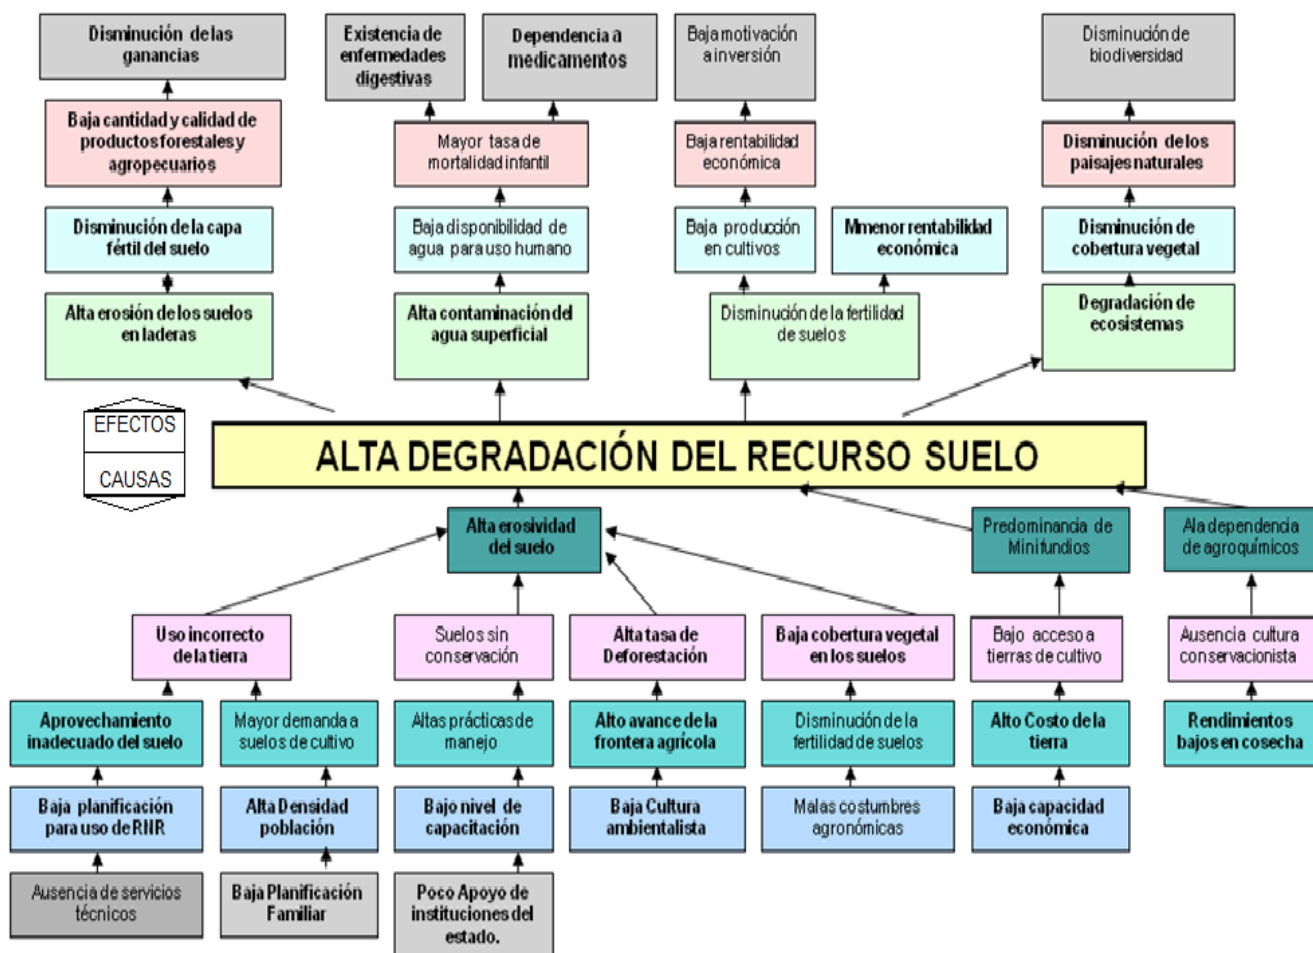 Disminución de las
ganancias
Existencia de
enfermedades
digestivas
Dependencia a
medicamentos
Baja motivación
a inversión
Disminución de
biodiversidad
Baja cantidad y calidad de
productos forestales y
agropecuarios
Mayor tasa de
mortalidad infantil
Baja rentabilidad
económica
Disminución de los
paisajes naturales
Disminución de la capa
fértil del suelo
Baja disponibilidad de
agua para uso humano
Baja producción
en cultivos
Mmenor rentabilidad
económica
Disminución de
cobertura vegetal
Alta erosión de los suelos
en laderas
Alta contaminación del
agua superficial
Disminución de la fertilidad
de suelos
Degradación de
ecosistemas
EFECTOS
CAUSAS
ALTA DEGRADACIÓN DEL RECURSO SUELO
Alta erosividad
del suelo
Predominancia de
Minifundios
Ala dependencia
de agroquímicos
Uso incorrecto
de la tierra
Suelos sin
conservación
Alta tasa de
Deforestación
Baja cobertura vegetal
en los suelos
Bajo acceso a
tierras de cultivo
Ausencia cultura
conservacionista
Aprovechamiento
inadecuado del suelo
Mayor demanda a
suelos de cultivo
Altas prácticas de
manejo
Alto avance de la
frontera agrícola
Disminución de la
fertilidad de suelos
Alto Costo de la
tierra
Rendimientos
bajos en cosecha
Baja planificación
para uso de RNR
Alta Densidad
población
Bajo nivel de
capacitación
Baja Cultura
ambientalista
Malas costumbres
agronómicas
Baja capacidad
económica
Ausencia de servicios
técnicos
Baja Planificación
Familiar
Poco Apoyo de
instituciones del
estado.